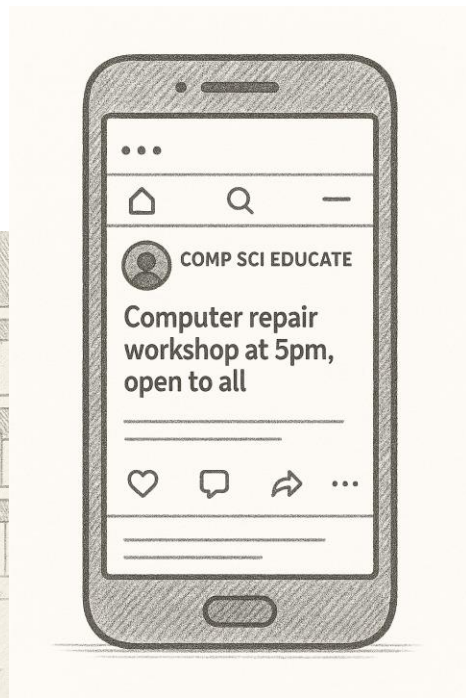 COMP SCI EDUCATE
Computer repair
workshop at 5pm,
open to all